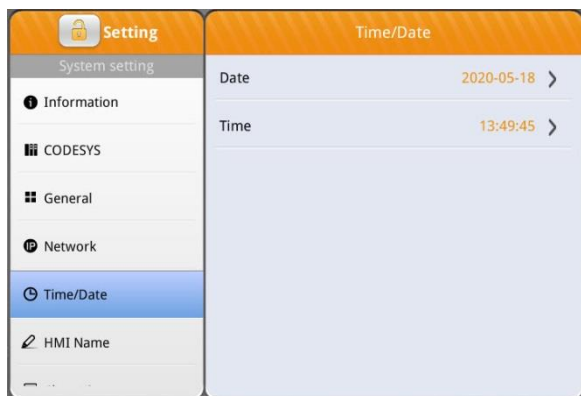 Setting
System setting
Information
CODESYS
General
IP Network
Time/Date
HMI Name
Time/Date
Date 2020-05-18
Time 13:49:45